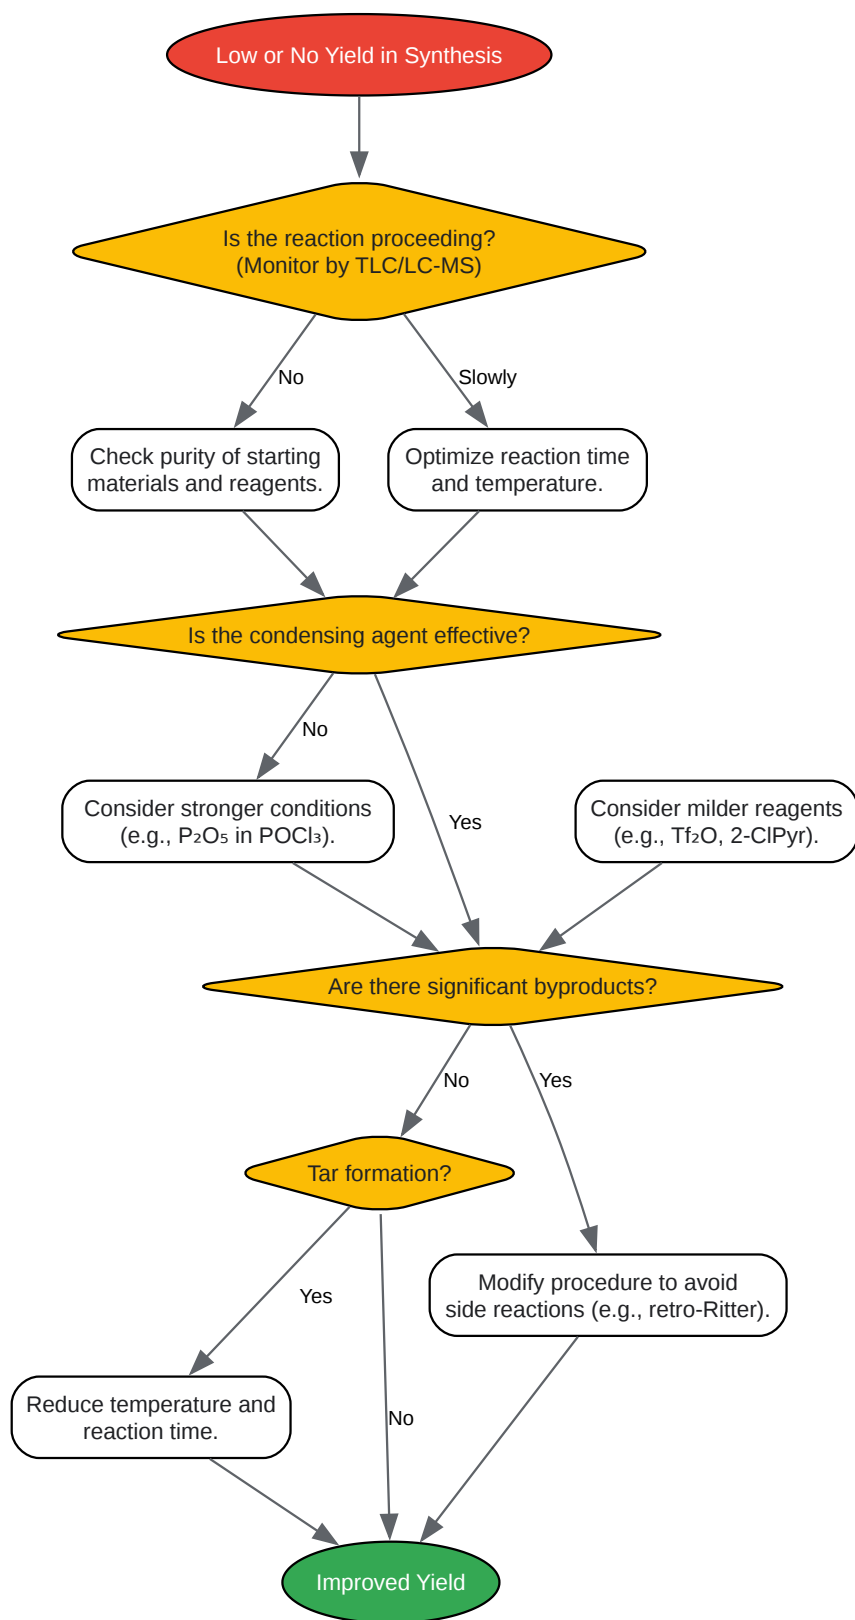 Low or No Yield in Synthesis
Is the reaction proceeding?
(Monitor by TLC/LC-MS)
No
Slowly
Check purity of starting
materials and reagents.
Optimize reaction time
and temperature.
Is the condensing agent effective?
No
Yes
Consider stronger conditions
(e.g., P₂O₅ in POCl₃).
Consider milder reagents
(e.g., Tf₂O, 2-ClPyr).
Are there significant byproducts?
No
Yes
Tar formation?
Yes
No
Modify procedure to avoid
side reactions (e.g., retro-Ritter).
Reduce temperature and
reaction time.
Improved Yield